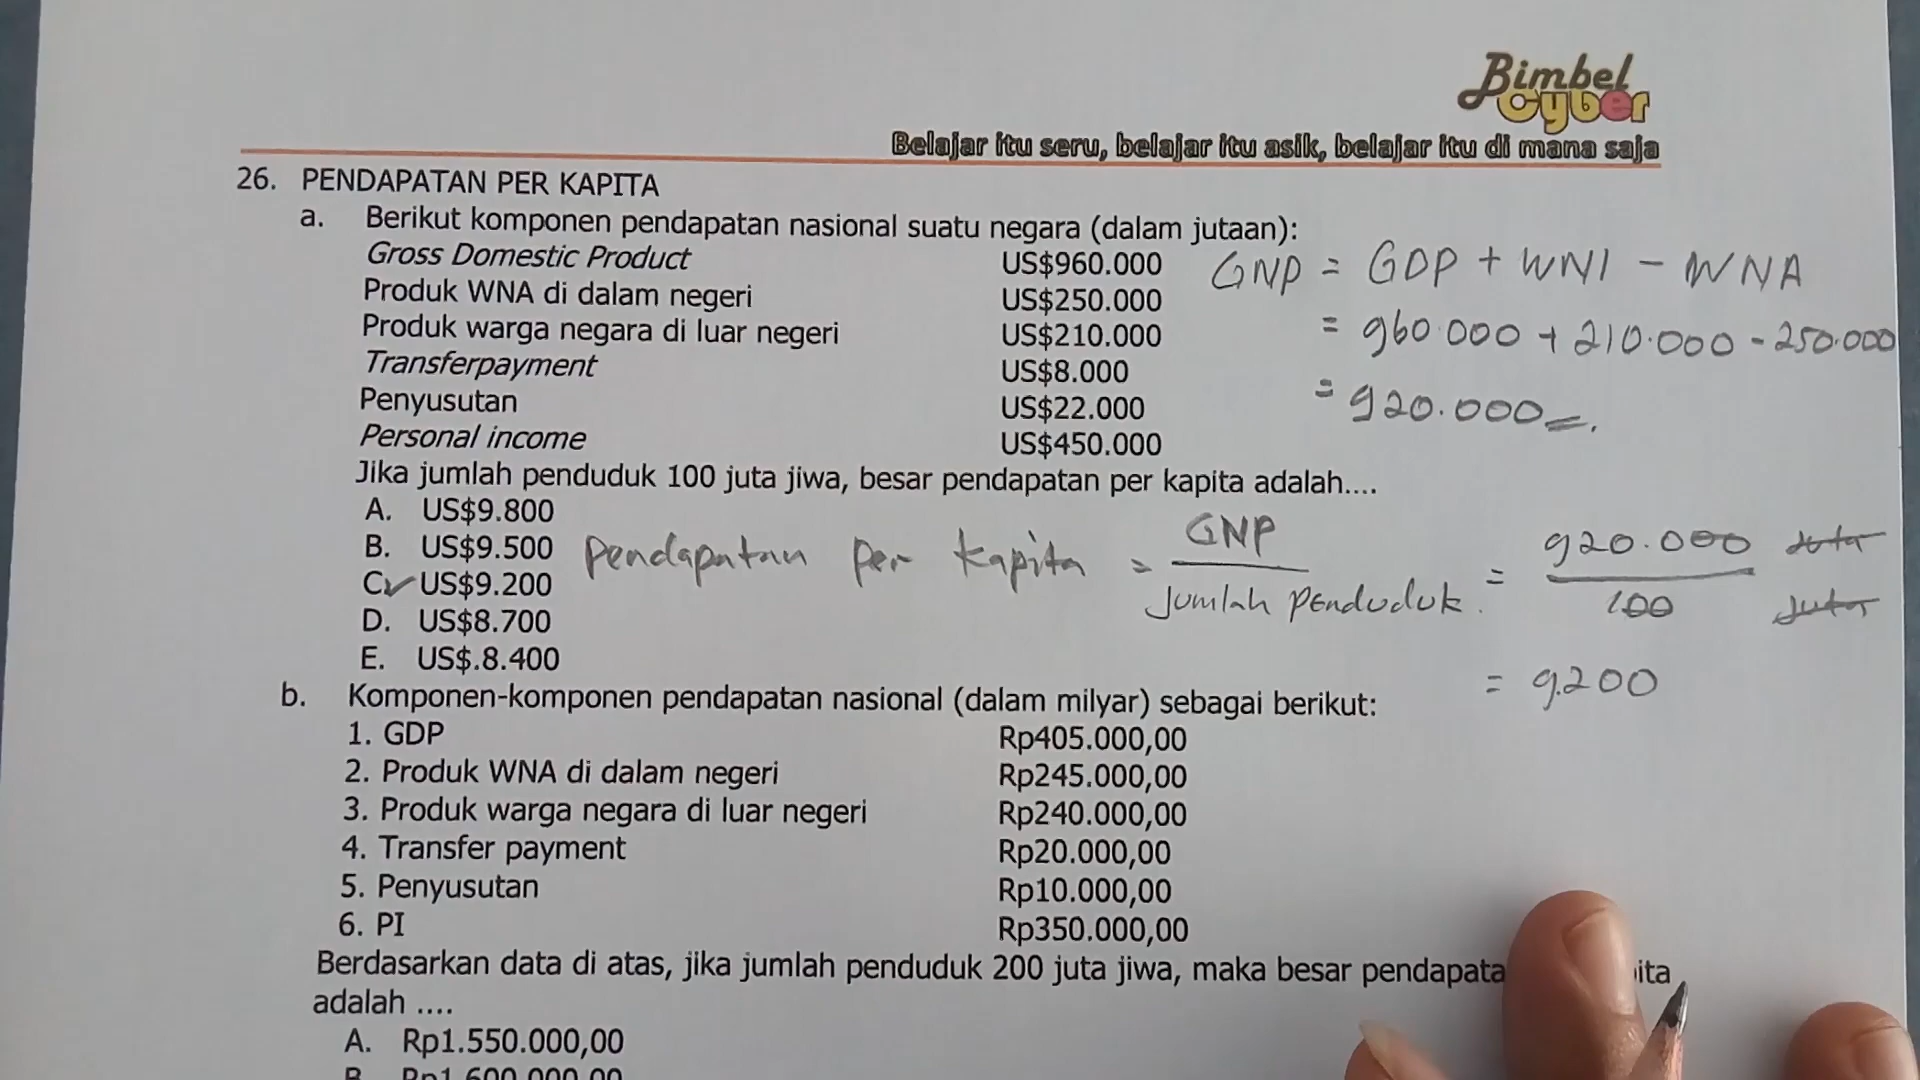 Bimbel
Cyber
Belajar itu seru, belajar itu asik, belajar itu di mana saja
26. PENDAPATAN PER KAPITA
a. Berikut komponen pendapatan nasional suatu negara (dalam jutaan):
Gross Domestic Product US$960.000
Produk WNA di dalam negeri US$250.000
Produk warga negara di luar negeri US$210.000
Transferpayment US$8.000
Penyusutan US$22.000
Personal income US$450.000
GNP = GDP + WNI - WNA
= 960.000 + 210.000 - 250.000
= 920.000
Jika jumlah penduduk 100 juta jiwa, besar pendapatan per kapita adalah....
A. US$9.800
B. US$9.500
C. US$9.200
D. US$8.700
E. US$.8.400
Pendapatan Per kapita = GNP = 920.000 juta
Jumlah Penduduk 100 juta
= 9.200
b. Komponen-komponen pendapatan nasional (dalam milyar) sebagai berikut:
1. GDP Rp405.000,00
2. Produk WNA di dalam negeri Rp245.000,00
3. Produk warga negara di luar negeri Rp240.000,00
4. Transfer payment Rp20.000,00
5. Penyusutan Rp10.000,00
6. PI Rp350.000,00
Berdasarkan data di atas, jika jumlah penduduk 200 juta jiwa, maka besar pendapata ita
adalah ....
A. Rp1.550.000,00
B. Rp1.600.000,00